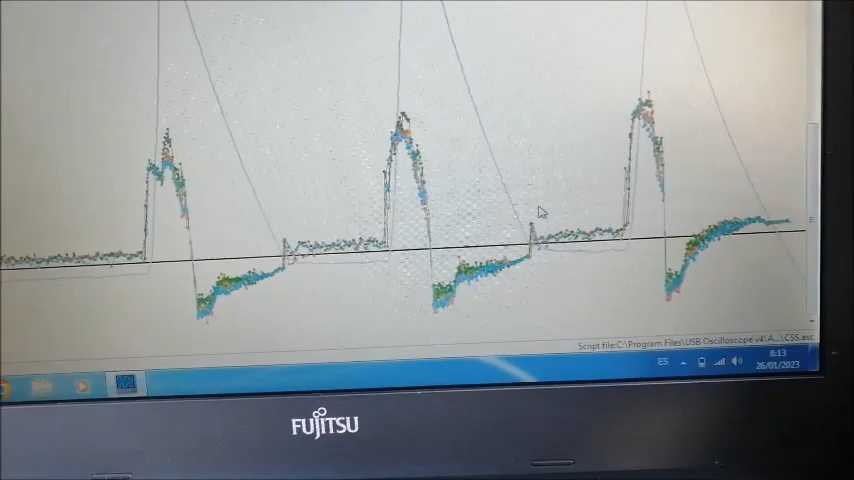 Script file:C:\Program Files\USB Oscilloscope v4\A...\CSS.asc
ES
8:13
26/01/2023
FUJITSU